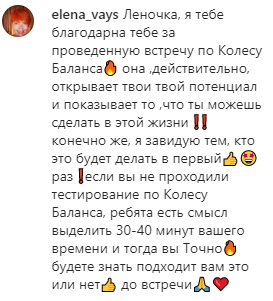 elena_vays Леночка, я тебе
благодарна тебе за
проведенную встречу по Колесу
Баланса🔥 она ,действительно,
открывает твои твой потенциал
и показывает то ,что ты можешь
сделать в этой жизни ‼️
конечно же, я завидую тем, кто
это будет делать в первый👍🤩
раз❗если вы не проходили
тестирование по Колесу
Баланса, ребята есть смысл
выделить 30-40 минут вашего
времени и тогда вы Точно🔥
будете знать подходит вам это
или нет👍 до встречи🙏❤️